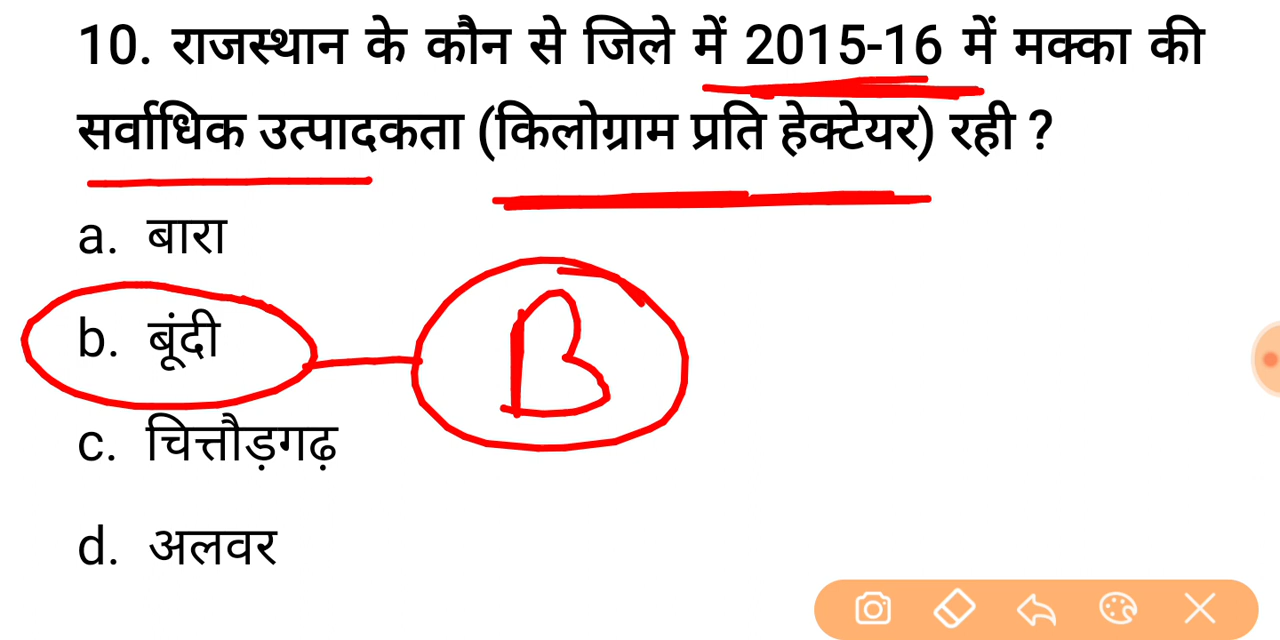 10. राजस्थान के कौन से जिले में 2015-16 में मक्का की
सर्वाधिक उत्पादकता (किलोग्राम प्रति हेक्टेयर) रही ?
a. बारा
b. बूंदी
B
c. चित्तौड़गढ़
d. अलवर